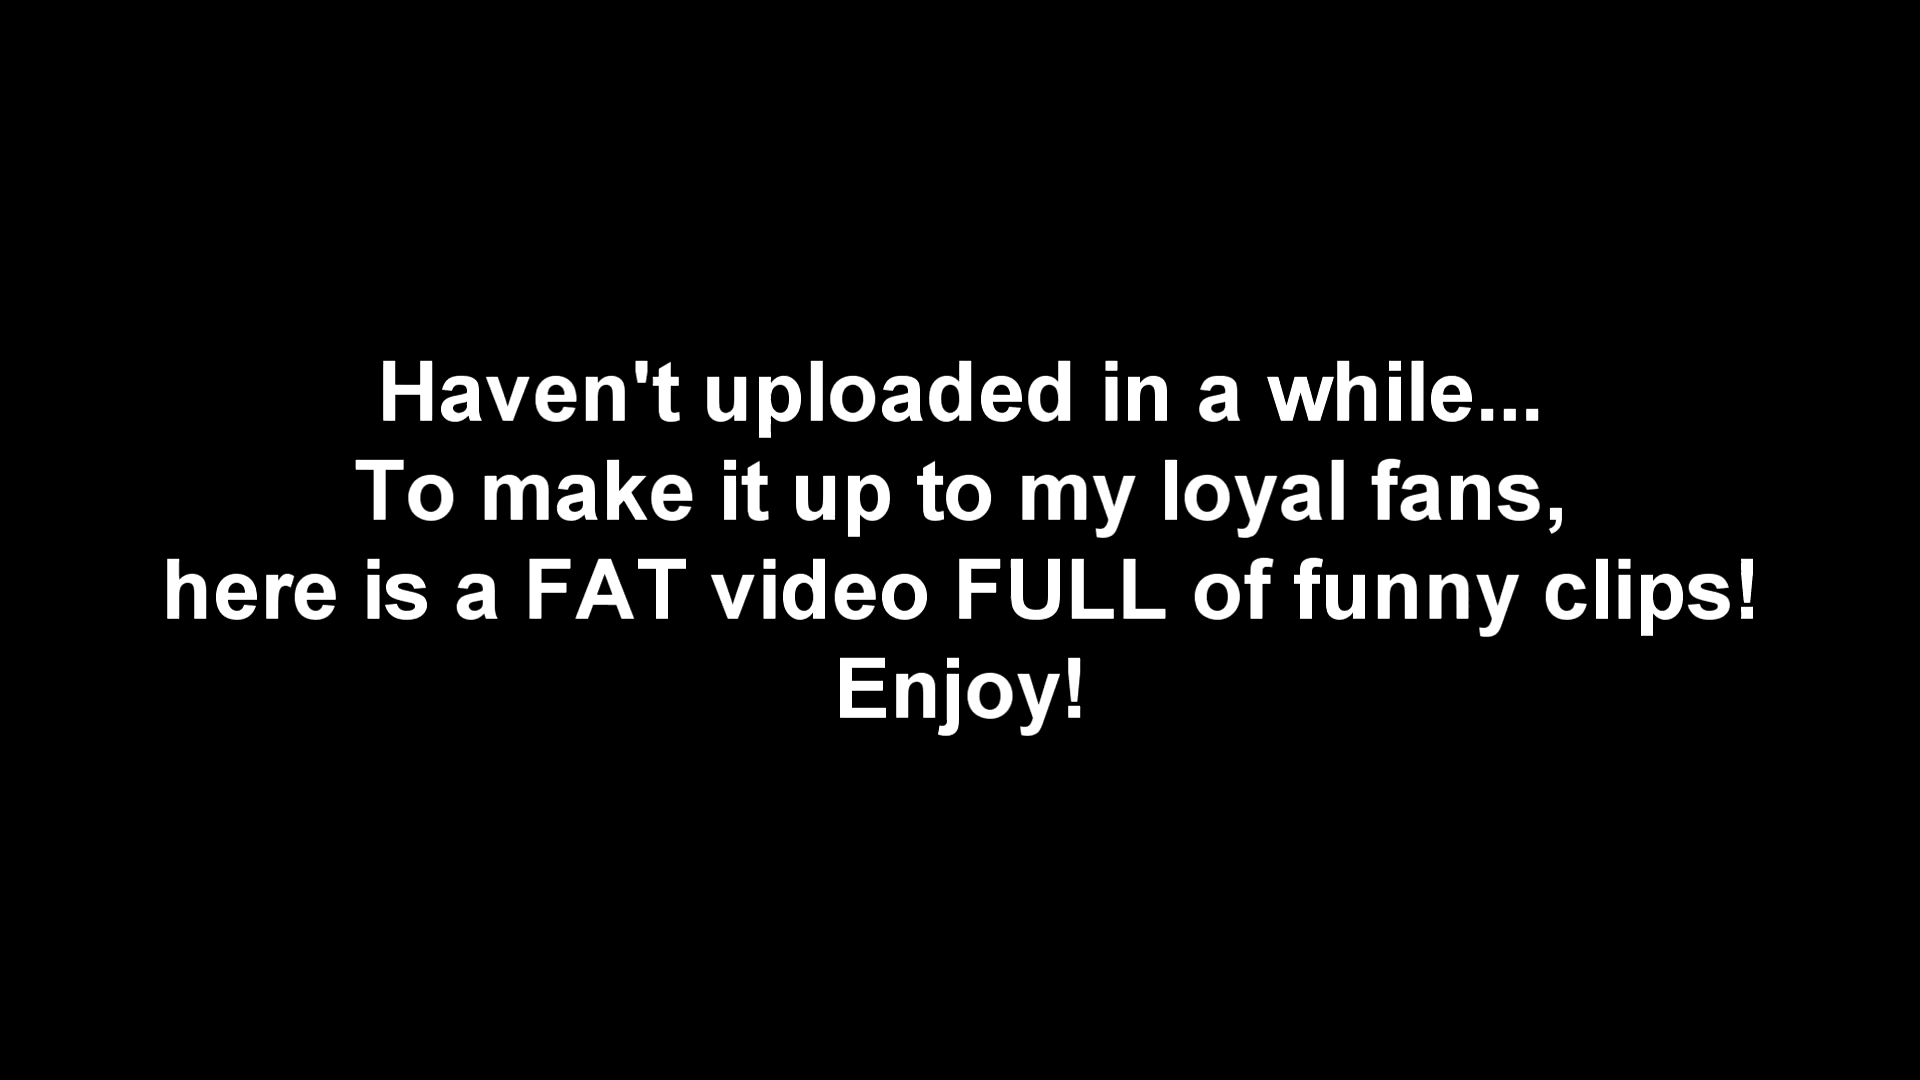 Haven't uploaded in a while...
To make it up to my loyal fans,
here is a FAT video FULL of funny clips!
Enjoy!